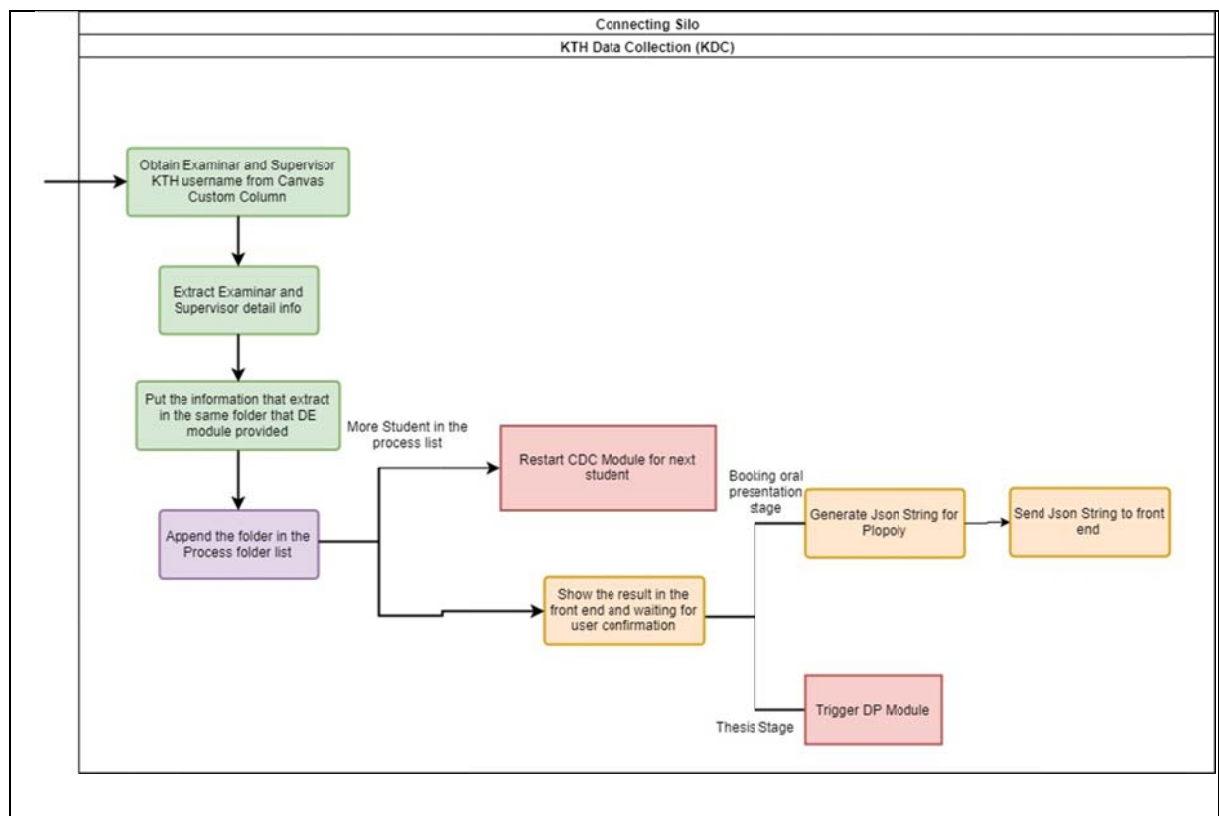 Connecting Silo
KTH Data Collection (KDC)
Obtain Examinar and Supervisor
KTH username from Canvas
Custom Column
Extract Examinar and
Supervisor detail info
Put the information that extract
in the same folder that DE
module provided
Append the folder in the
Process folder list
More Student in the
process list
Restart CDC Module for next
student
Show the result in the
front end and waiting for
user confirmation
Booking oral
presentation
stage
Generate Json String for
Plopoly
Send Json String to front
end
Thesis Stage
Trigger DP Module